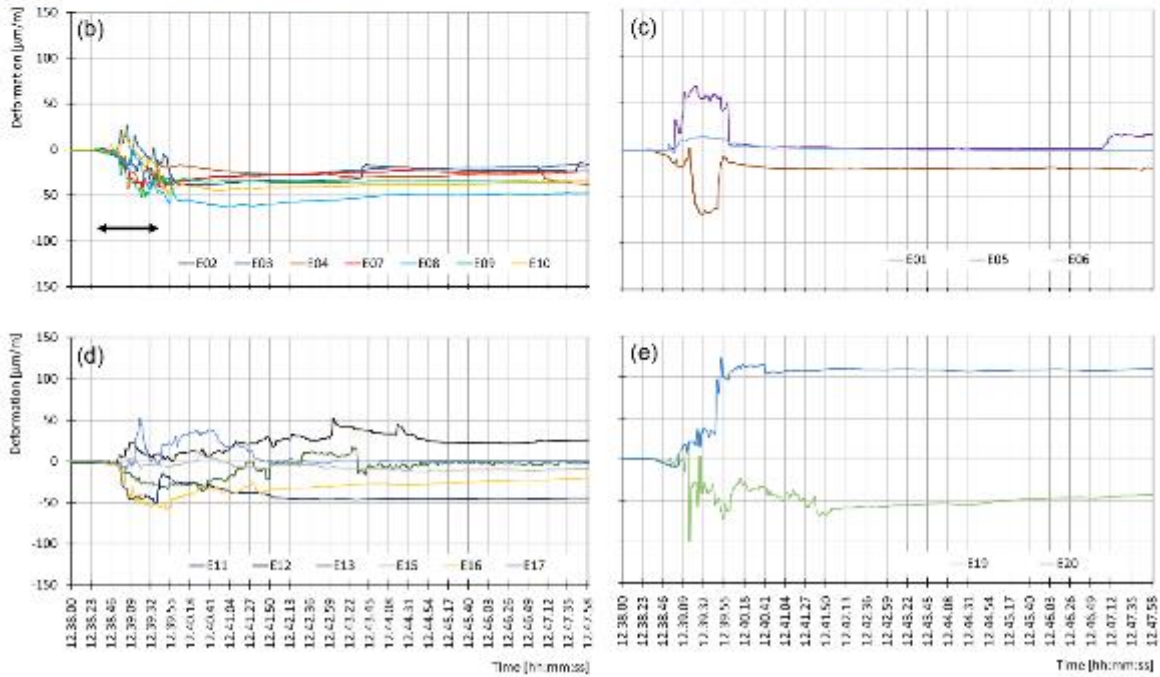 (b)
Deformation [µm/m]
150
100
50
0
-50
-100
-150
E02 E03 E04 E07 E08 E09 E10
(c)
E01 E05 E06
(d)
Deformation [µm/m]
150
100
50
0
-50
-100
-150
E11 E12 E13 E15 E16 E17
12.38.00 12.38.23 12.38.46 12.39.09 12.39.32 12.39.55 12.40.18 12.40.41 12.41.04 12.41.27 12.41.50 12.42.13 12.42.36 12.42.59 12.43.22 12.43.45 12.44.08 12.44.31 12.44.54 12.45.17 12.45.40 12.46.03 12.46.26 12.46.49 12.47.12 12.47.35 12.47.58
Time [hh:mm:ss]
(e)
E19 E20
12.38.00 12.38.23 12.38.46 12.39.09 12.39.32 12.39.55 12.40.18 12.40.41 12.41.04 12.41.27 12.41.50 12.42.13 12.42.36 12.42.59 12.43.22 12.43.45 12.44.08 12.44.31 12.44.54 12.45.17 12.45.40 12.46.03 12.46.26 12.46.49 12.47.12 12.47.35 12.47.58
Time [hh:mm:ss]